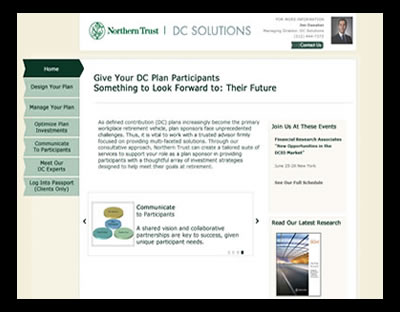 Northern Trust | DC SOLUTIONS
FOR MORE INFORMATION
Managing Director, DC Solutions
Contact Us
Home
Design Your Plan
Manage Your Plan
Optimize Plan
Investments
Communicate
To Participants
Meet Our
DC Experts
Log Into Passport
(Clients Only)
Give Your DC Plan Participants
Something to Look Forward to: Their Future
As defined contribution (DC) plans increasingly become the primary
workplace retirement vehicle, plan sponsors face unprecedented
challenges. Thus, it is vital to work with a trusted advisor firmly
focused on providing multi-faceted solutions. Through our
consultative approach, Northern Trust can create a tailored suite of
services to support your role as a plan sponsor in providing
participants with a thoughtful array of investment strategies
designed to help meet their goals at retirement.
Communicate
to Participants
A shared vision and collaborative
partnerships are key to success, given
unique participant needs.
Join Us At These Events
Financial Research Associates
"New Opportunities in the
OCIO Market"
June 25-26 New York.
See Our Full Schedule
Read Our Latest Research